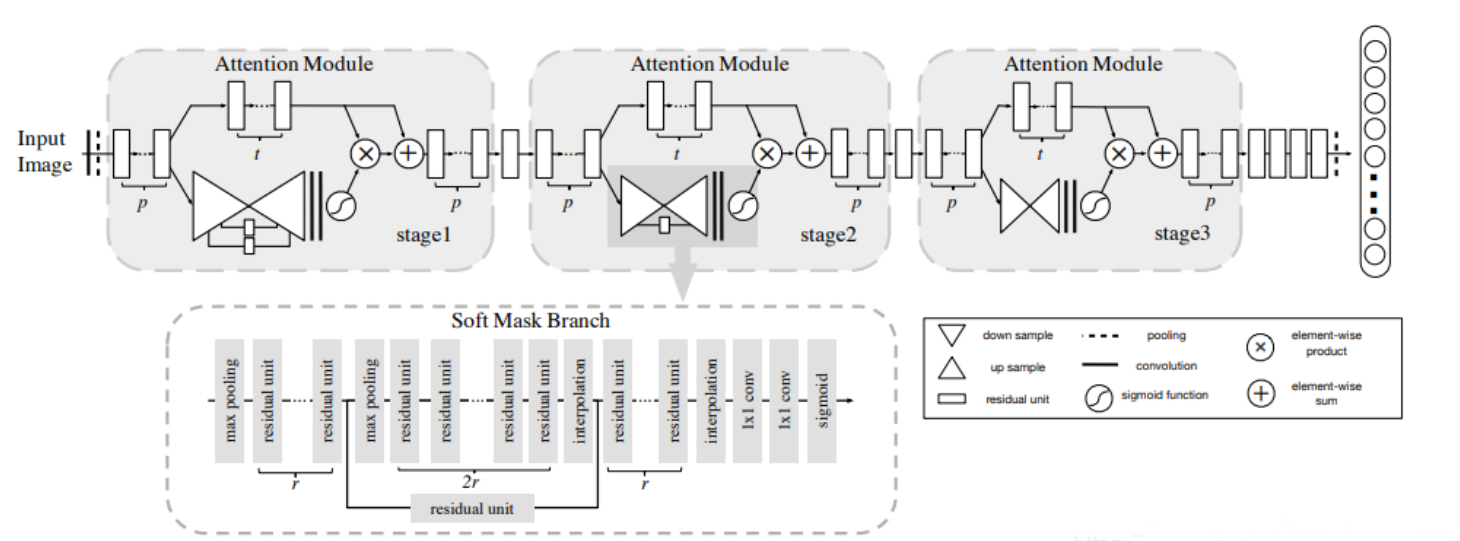 Attention Module
Attention Module
Attention Module
Input
Image
t
t
t
p
p
p
p
p
p
stage1
stage2
stage3
Soft Mask Branch
max pooling
residual unit
residual unit
max pooling
residual unit
residual unit
residual unit
residual unit
interpolation
residual unit
residual unit
interpolation
1x1 conv
1x1 conv
sigmoid
r
2r
r
residual unit
down sample
pooling
element-wise
product
up sample
convolution
residual unit
sigmoid function
element-wise
sum